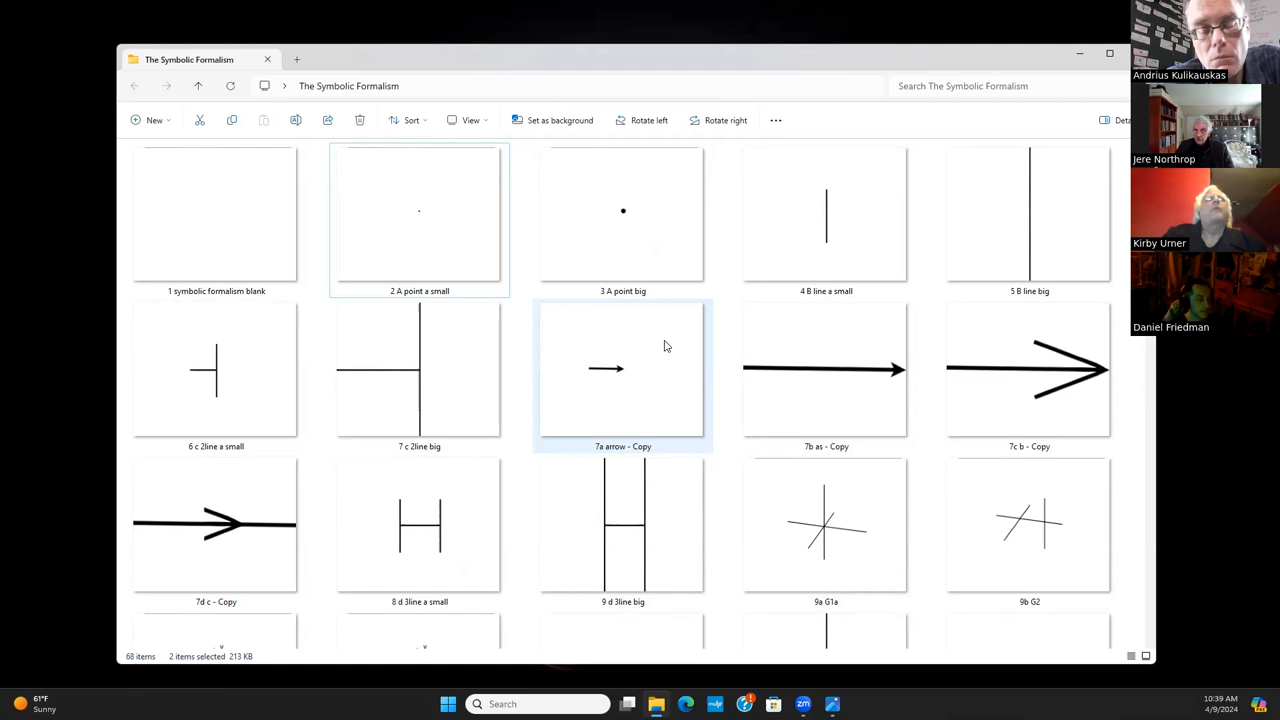 The Symbolic Formalism
The Symbolic Formalism
Search The Symbolic Formalism
New
Sort
View
Set as background
Rotate left
Rotate right
Deta
1 symbolic formalism blank
2 A point a small
3 A point big
4 B line a small
5 B line big
6 c 2line a small
7 c 2line big
7a arrow - Copy
7b as - Copy
7c b - Copy
7d c - Copy
8 d 3line a small
9 d 3line big
9a G1a
9b G2
68 items
2 items selected 213 KB
Andrius Kulikauskas
Jere Northrop
Kirby Urner
Daniel Friedman
61°F
Sunny
Search
zm
10:39 AM
4/9/2024